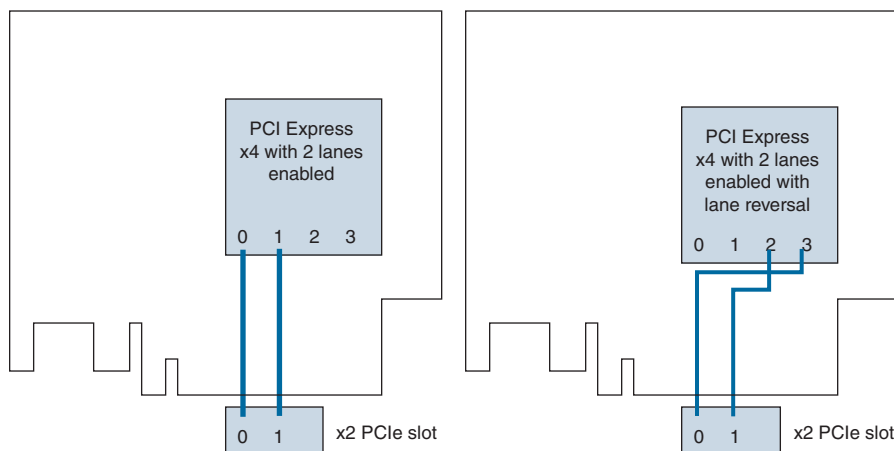 PCI Express
x4 with 2 lanes
enabled
0 1 2 3
0 1
x2 PCIe slot
PCI Express
x4 with 2 lanes
enabled with
lane reversal
0 1 2 3
0 1
x2 PCIe slot